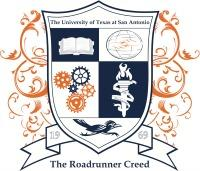 The University of Texas at San Antonio
19 69
The Roadrunner Creed